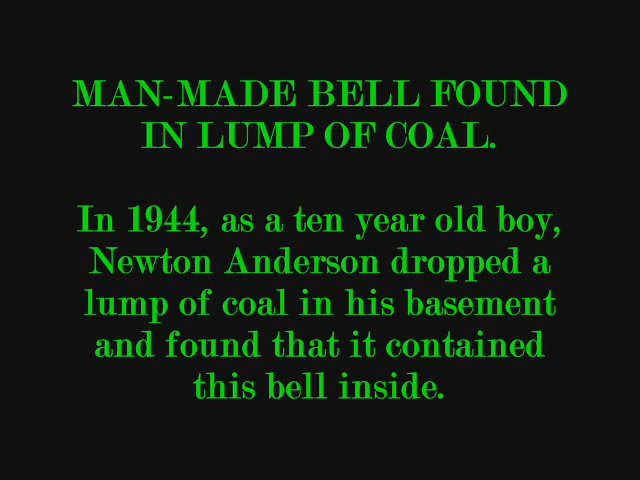 MAN-MADE BELL FOUND
IN LUMP OF COAL.
In 1944, as a ten year old boy,
Newton Anderson dropped a
lump of coal in his basement
and found that it contained
this bell inside.